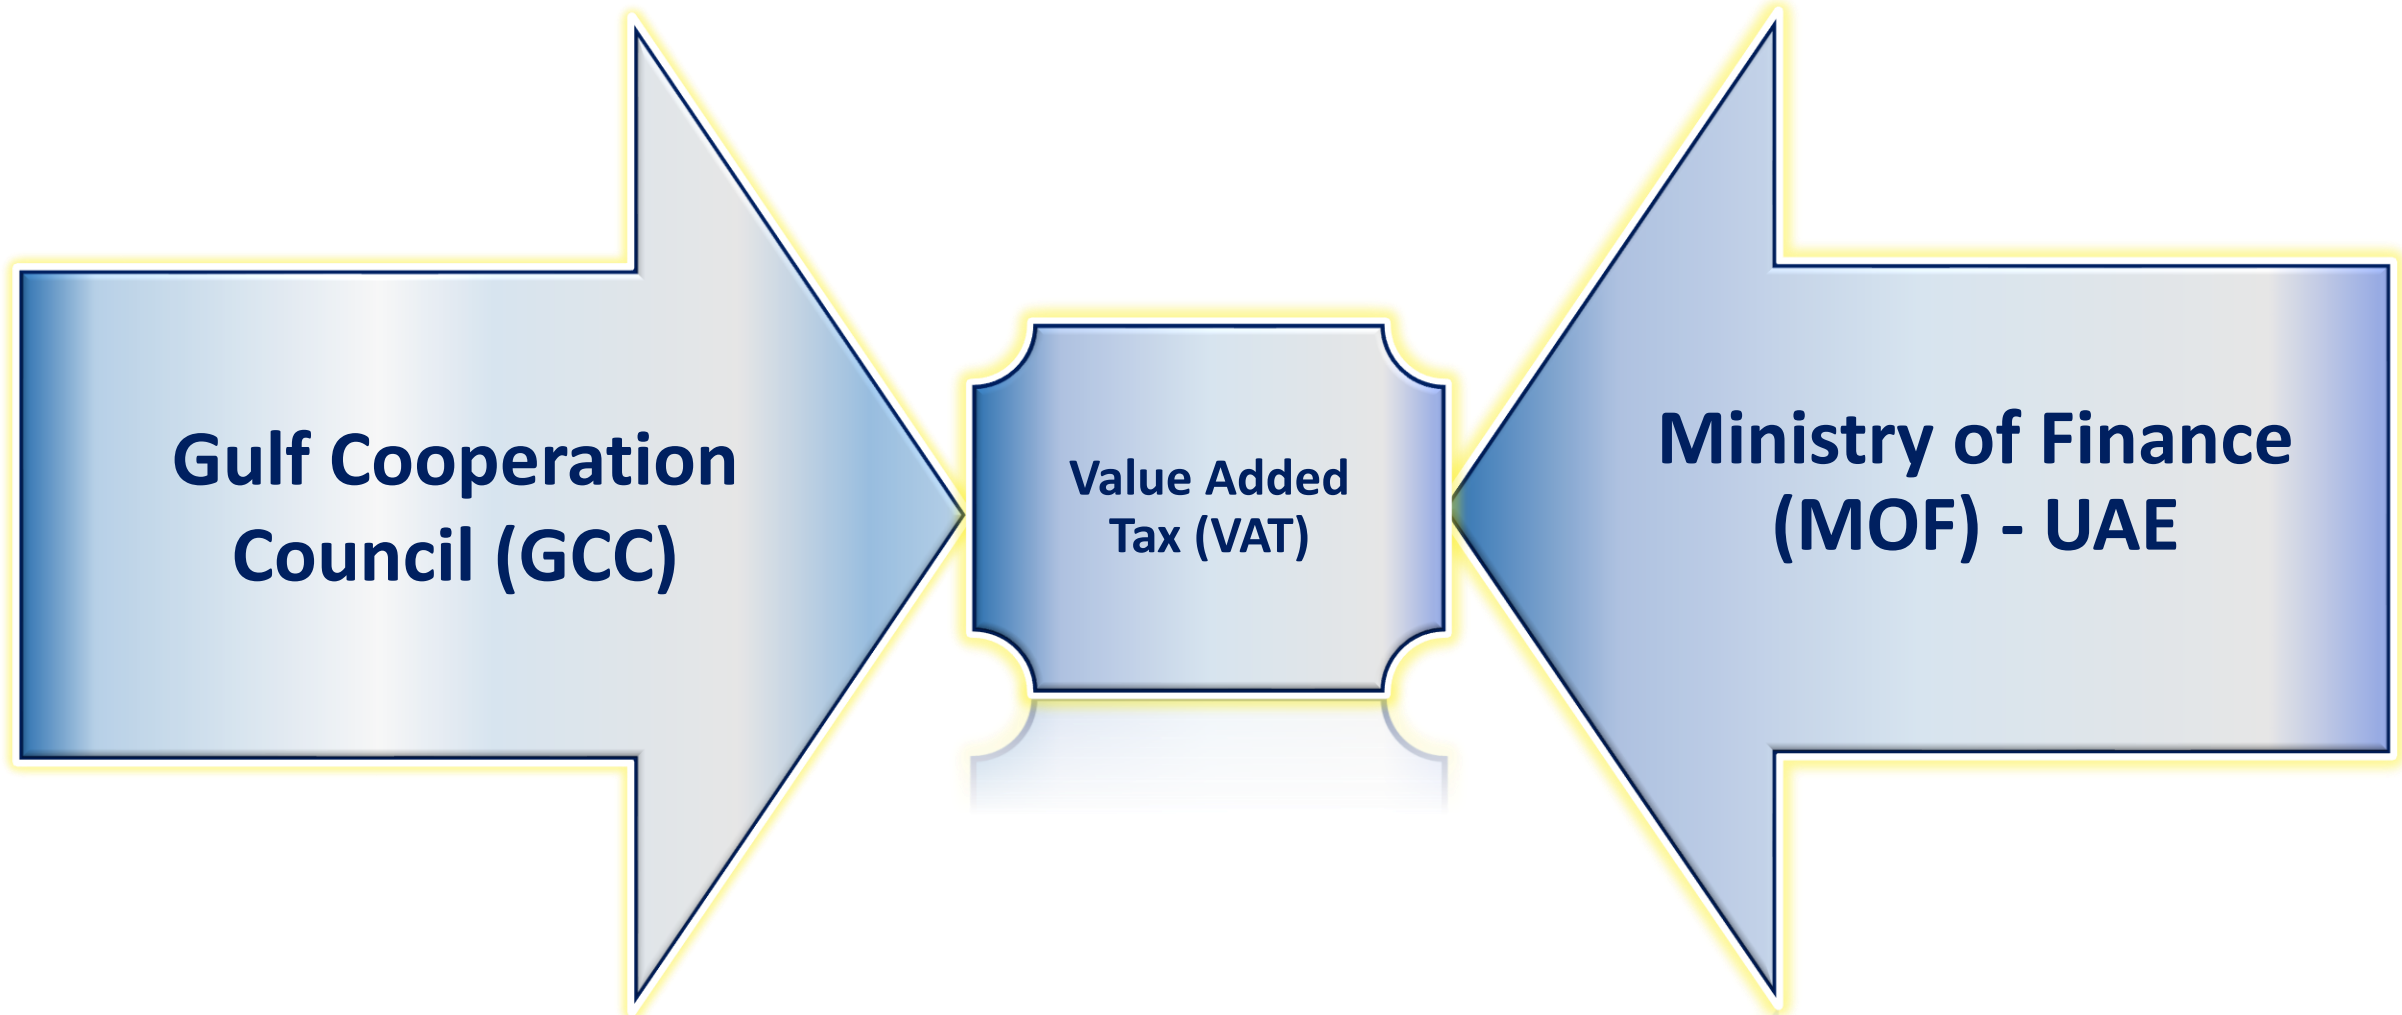 Gulf Cooperation
Council (GCC)
Value Added
Tax (VAT)
Ministry of Finance
(MOF) - UAE